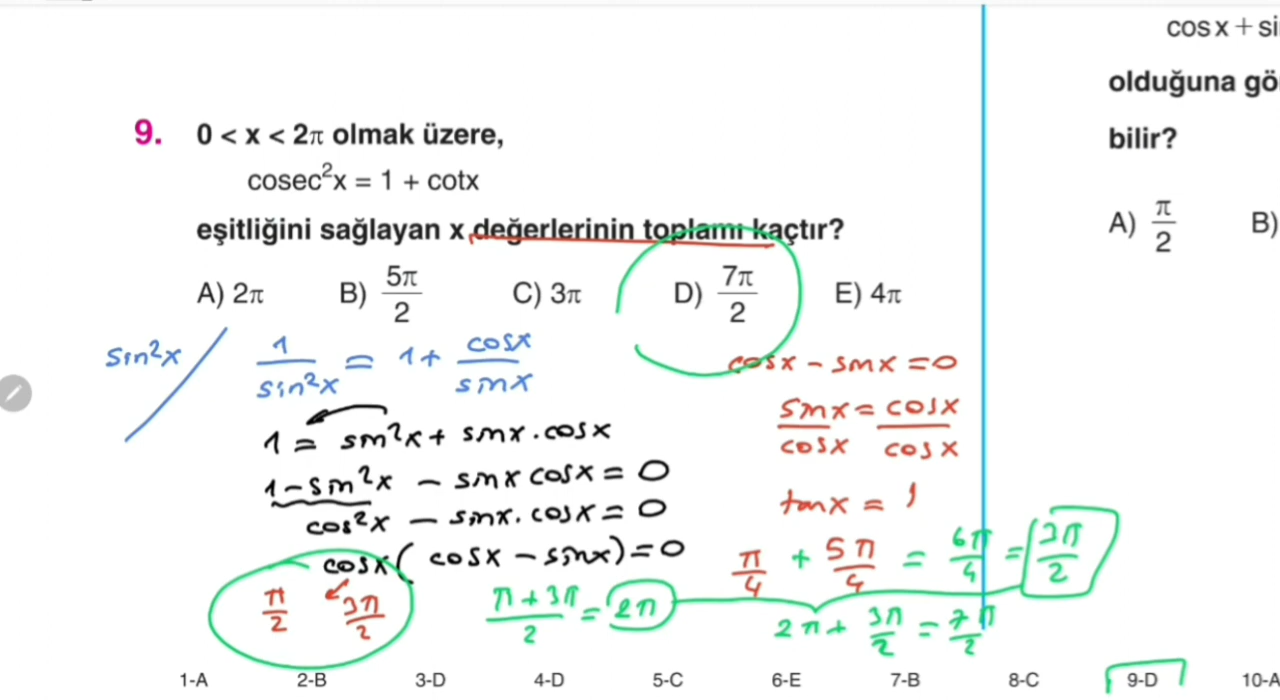 cosx + si
olduğuna gö
bilir?
A) π/2 B)
9. 0 < x < 2π olmak üzere,
cosec²x = 1 + cotx
eşitliğini sağlayan x değerlerinin toplamı kaçtır?
A) 2π B) 5π/2 C) 3π D) 7π/2 E) 4π
sin²x
1/sin²x = 1 + cosx/sinx
1 = sin²x + sinx.cosx
1-sin²x - sinx cosx = 0
cos²x - sinx.cosx = 0
cosx(cosx - sinx) = 0
π/2 3π/2
π+3π/2 = 2π
cosx - sinx = 0
sinx/cosx = cosx/cosx
tanx = 1
π/4 + 5π/4 = 6π/4 = 3π/2
2π + 3π/2 = 7π/2
1-A 2-B 3-D 4-D 5-C 6-E 7-B 8-C 9-D 10-A